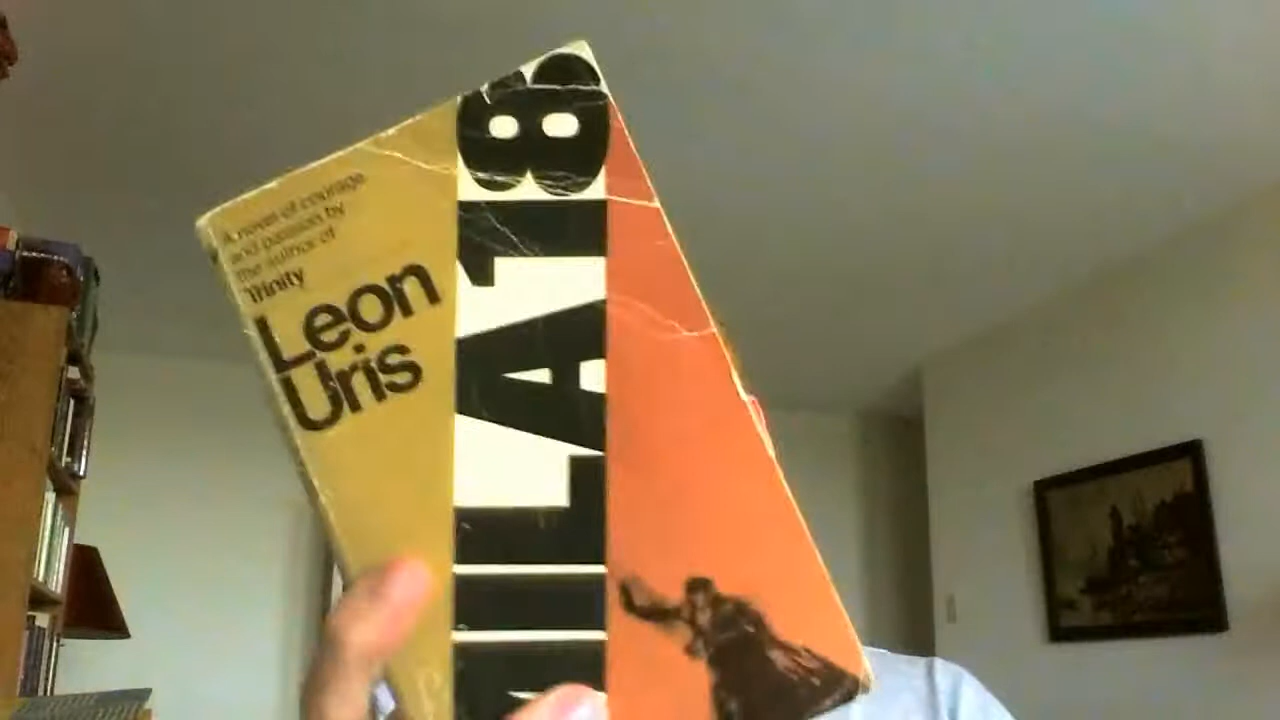 A novel of courage
and passion by
the author of
Trinity
Leon
Uris
MILA 18